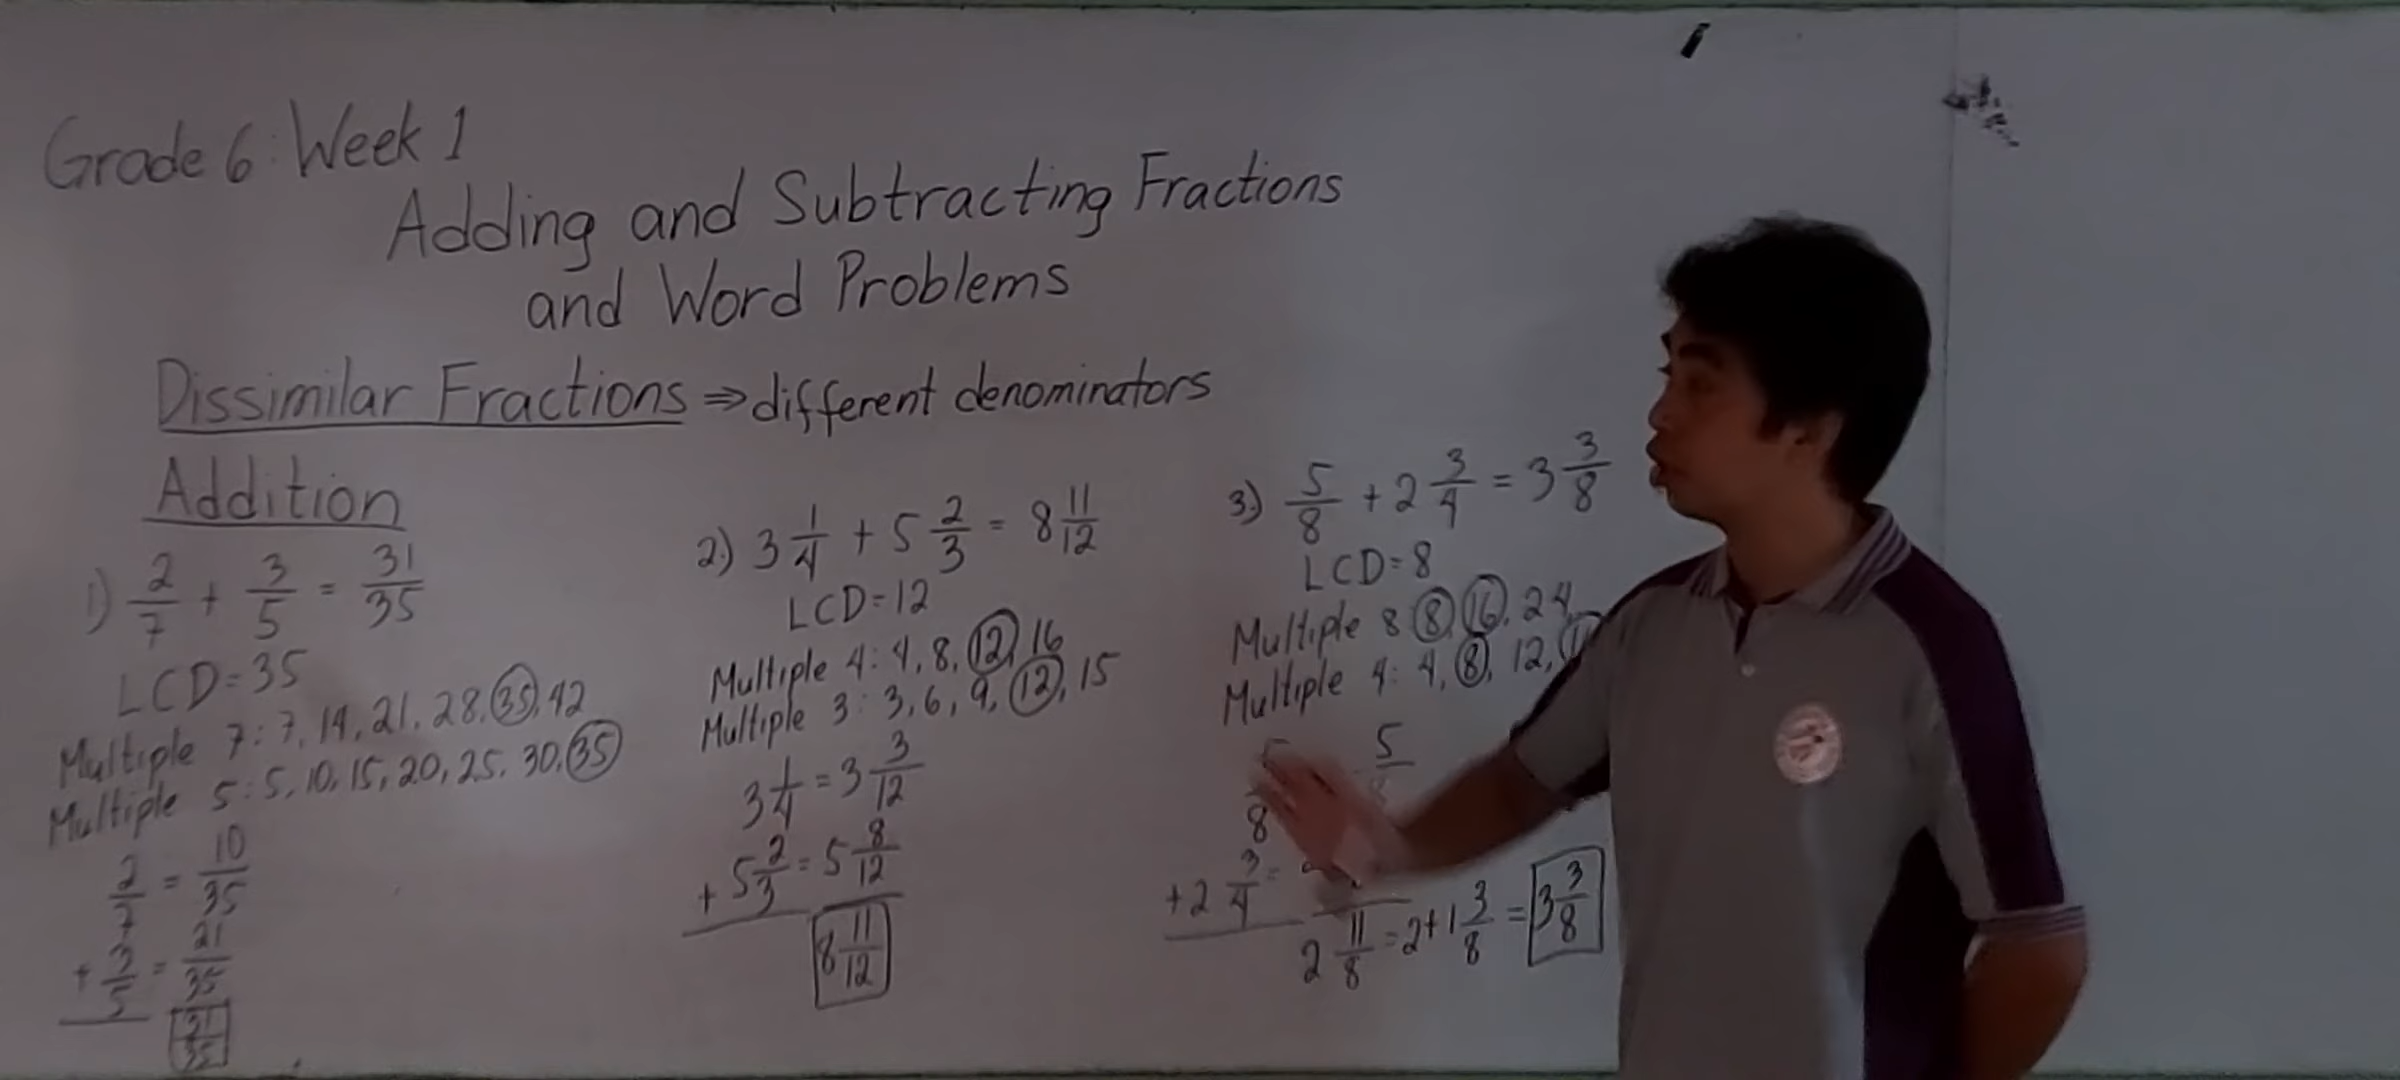 Grade 6: Week 1
Adding and Subtracting Fractions
and Word Problems
Dissimilar Fractions ⇒ different denominators
Addition
1) 2/7 + 3/5 = 31/35
LCD = 35
Multiple 7: 7, 14, 21, 28, 35, 42
Multiple 5: 5, 10, 15, 20, 25, 30, 35
2/7 = 10/35
+ 3/5 = 21/35
31/35
2.) 3 1/4 + 5 2/3 = 8 11/12
LCD = 12
Multiple 4: 4, 8, 12, 16
Multiple 3: 3, 6, 9, 12, 15
3 1/4 = 3 3/12
+ 5 2/3 = 5 8/12
8 11/12
3.) 5/8 + 2 3/4 = 3 3/8
LCD = 8
Multiple 8 8, 16, 24,
Multiple 4: 4, 8, 12,
8 5
+ 2 3/4 =
2 11/8 = 2 + 1 3/8 = 3 3/8